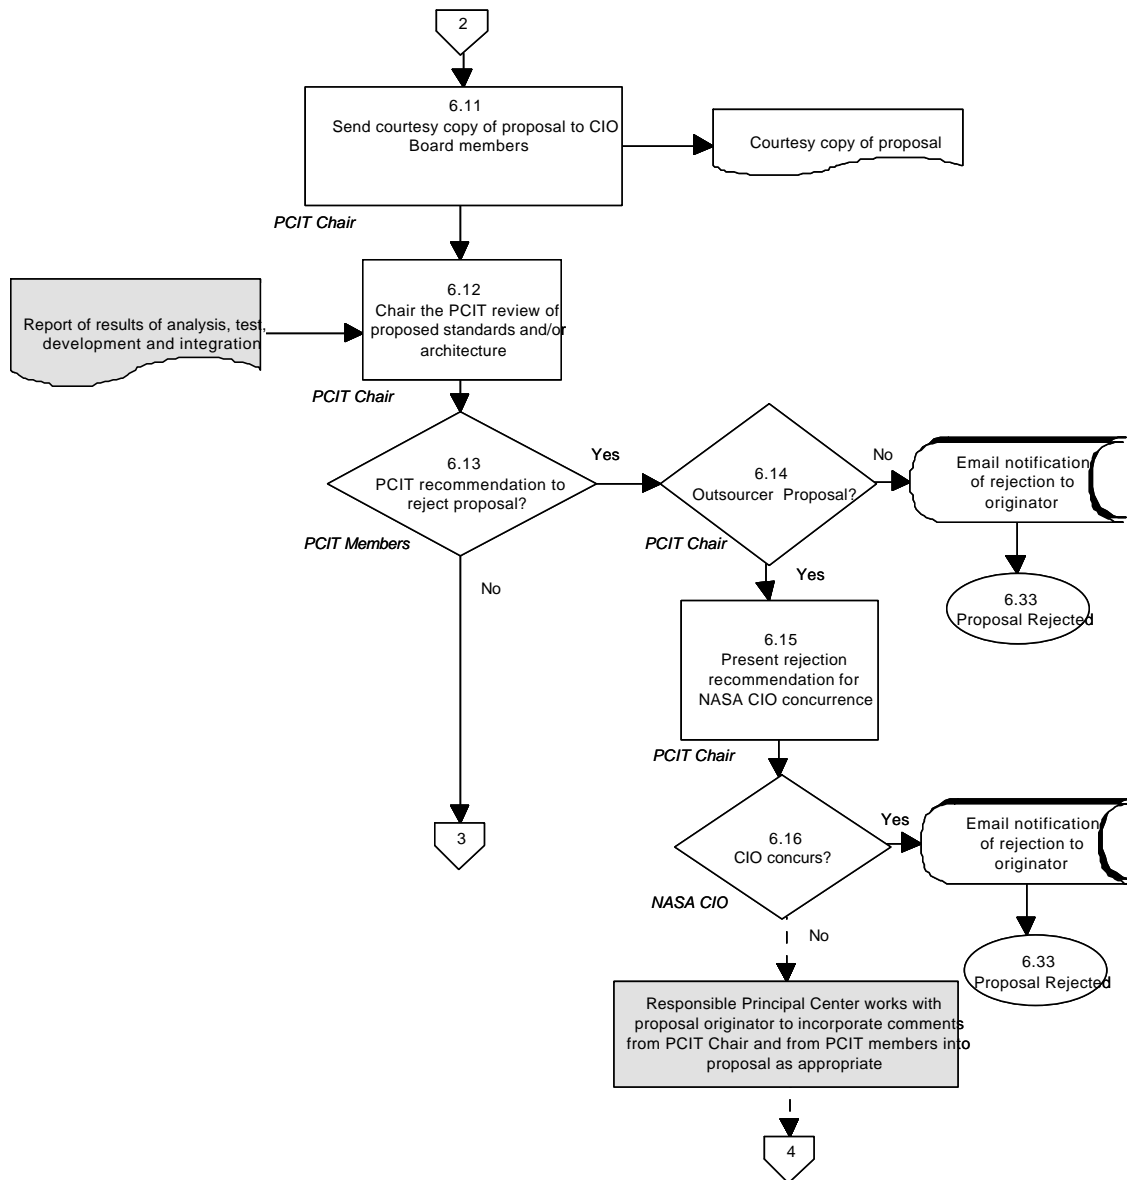 2
6.11
Send courtesy copy of proposal to CIO
Board members
Courtesy copy of proposal
PCIT Chair
6.12
Chair the PCIT review of
proposed standards and/or
architecture
Report of results of analysis, test,
development and integration
PCIT Chair
6.13
PCIT recommendation to
reject proposal?
Yes
PCIT Members
No
6.14
Outsourcer Proposal?
No
PCIT Chair
Yes
Email notification
of rejection to
originator
6.33
Proposal Rejected
6.15
Present rejection
recommendation for
NASA CIO concurrence
PCIT Chair
3
6.16
CIO concurs?
Yes
NASA CIO
No
Email notification
of rejection to
originator
6.33
Proposal Rejected
Responsible Principal Center works with
proposal originator to incorporate comments
from PCIT Chair and from PCIT members into
proposal as appropriate
4